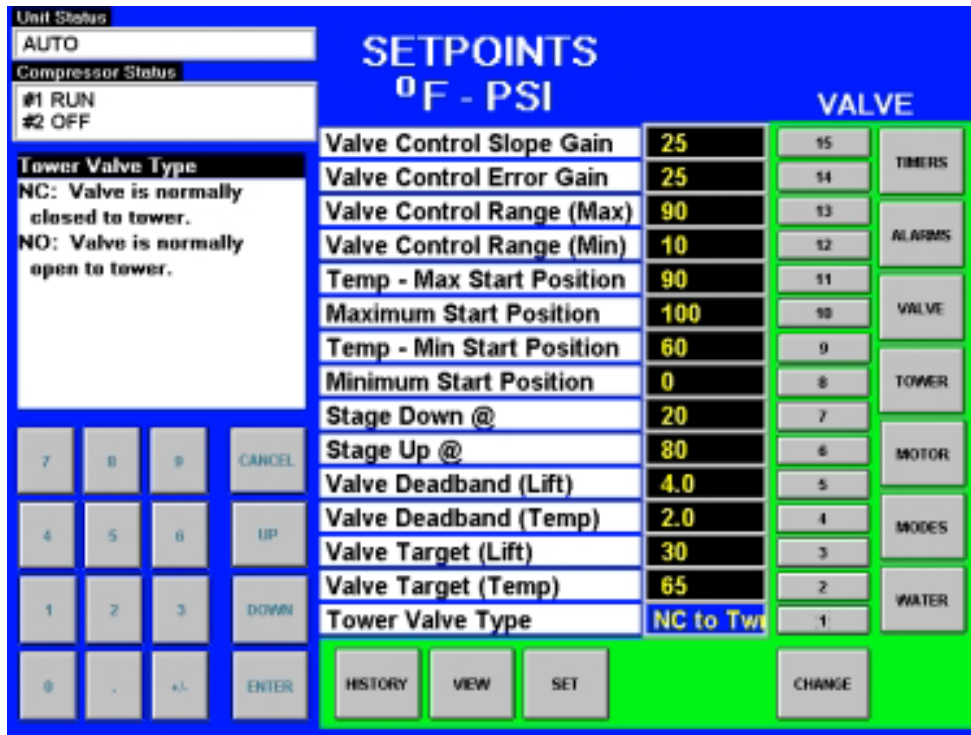 Unit Status
AUTO
Compressor Status
#1 RUN
#2 OFF
Tower Valve Type
NC: Valve is normally
closed to tower.
NO: Valve is normally
open to tower.
SETPOINTS
⁰F - PSI
VALVE
Valve Control Slope Gain 25 15
Valve Control Error Gain 25 14
Valve Control Range (Max) 90 13
Valve Control Range (Min) 10 12
Temp - Max Start Position 90 11
Maximum Start Position 100 10
Temp - Min Start Position 60 9
Minimum Start Position 0 8
Stage Down @ 20 7
Stage Up @ 80 6
Valve Deadband (Lift) 4.0 5
Valve Deadband (Temp) 2.0 4
Valve Target (Lift) 30 3
Valve Target (Temp) 65 2
Tower Valve Type NC to Twr 1
TIMERS
ALARMS
VALVE
TOWER
MOTOR
MODES
WATER
7 8 9 CANCEL
4 5 6 UP
1 2 3 DOWN
0 . +/- ENTER
HISTORY VIEW SET CHANGE